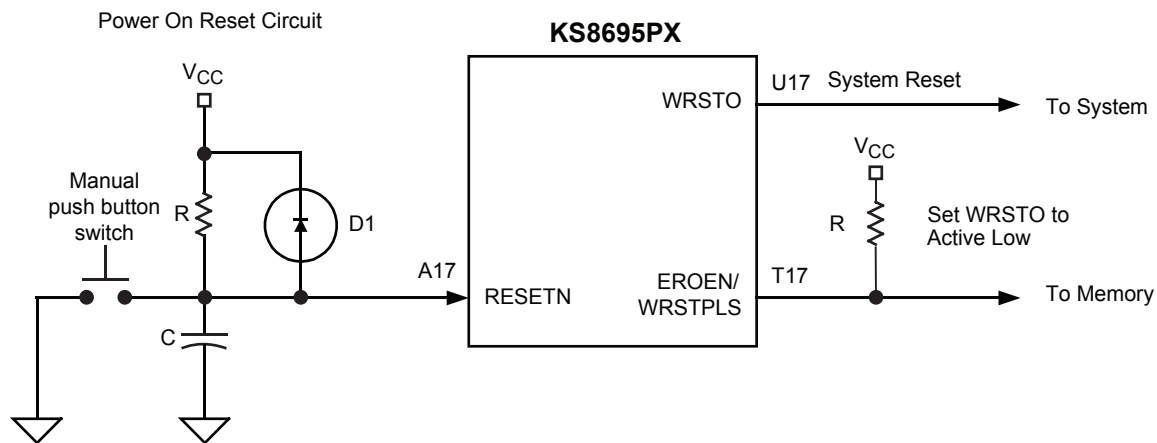 Power On Reset Circuit
KS8695PX
VCC
WRSTO
U17
System Reset
To System
VCC
Manual
push button
switch
R
D1
R
Set WRSTO to
Active Low
A17
RESETN
EROEN/
WRSTPLS
T17
To Memory
C